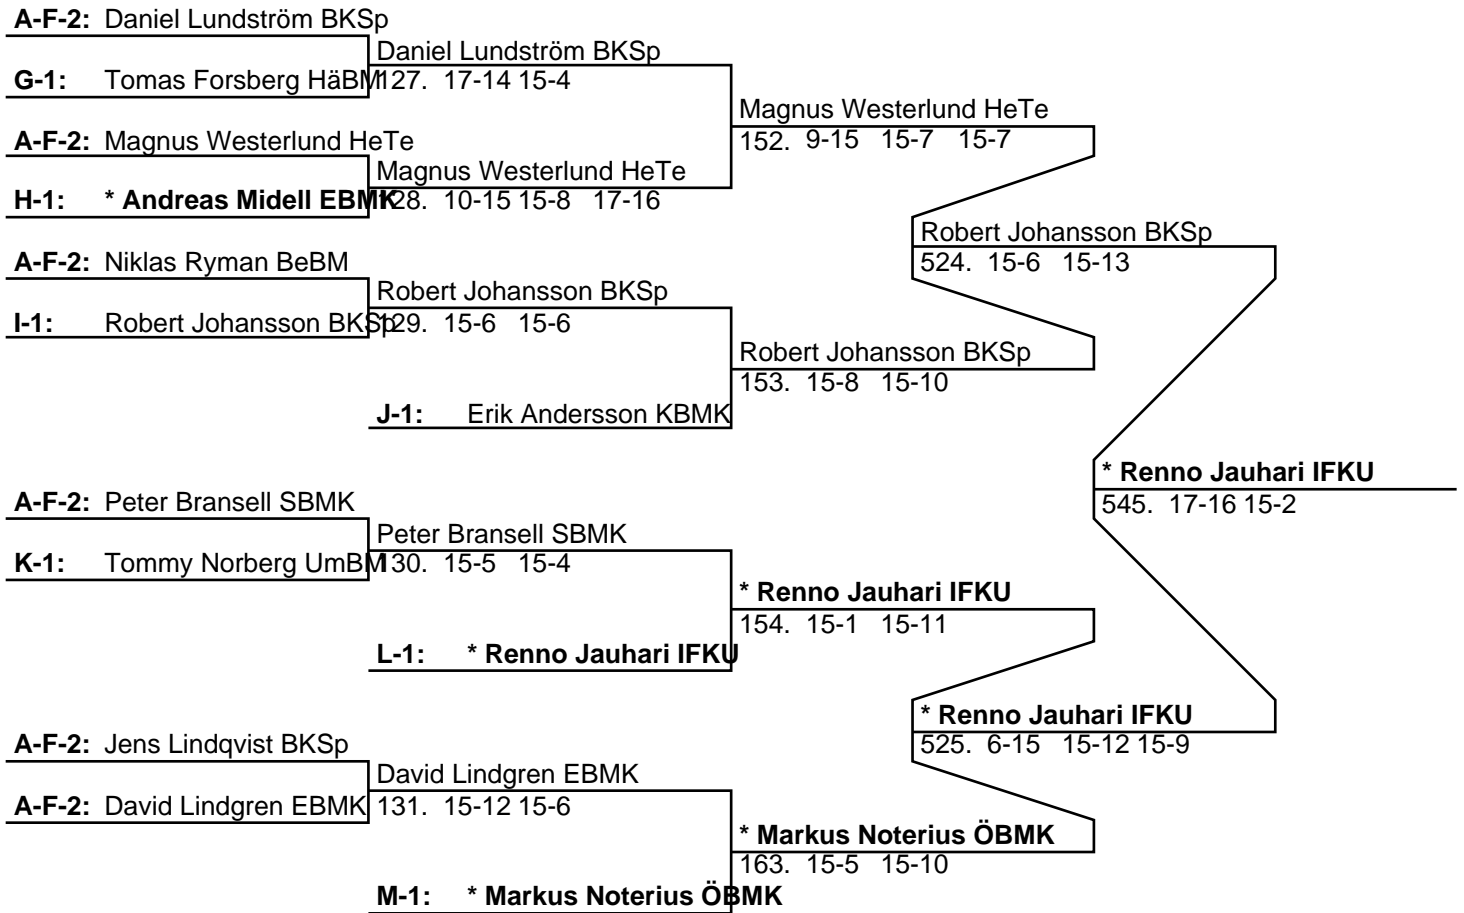 A-F-2: Daniel Lundström BKSp
Daniel Lundström BKSp
G-1: Tomas Forsberg HäBM
127. 17-14 15-4
Magnus Westerlund HeTe
152. 9-15 15-7 15-7
A-F-2: Magnus Westerlund HeTe
Magnus Westerlund HeTe
H-1: * Andreas Midell EBMK
128. 10-15 15-8 17-16
Robert Johansson BKSp
524. 15-6 15-13
A-F-2: Niklas Ryman BeBM
Robert Johansson BKSp
I-1: Robert Johansson BKSp
129. 15-6 15-6
Robert Johansson BKSp
153. 15-8 15-10
J-1: Erik Andersson KBMK
* Renno Jauhari IFKU
545. 17-16 15-2
A-F-2: Peter Bransell SBMK
Peter Bransell SBMK
K-1: Tommy Norberg UmBM
130. 15-5 15-4
* Renno Jauhari IFKU
154. 15-1 15-11
L-1: * Renno Jauhari IFKU
* Renno Jauhari IFKU
525. 6-15 15-12 15-9
A-F-2: Jens Lindqvist BKSp
David Lindgren EBMK
A-F-2: David Lindgren EBMK
131. 15-12 15-6
* Markus Noterius ÖBMK
163. 15-5 15-10
M-1: * Markus Noterius ÖBMK